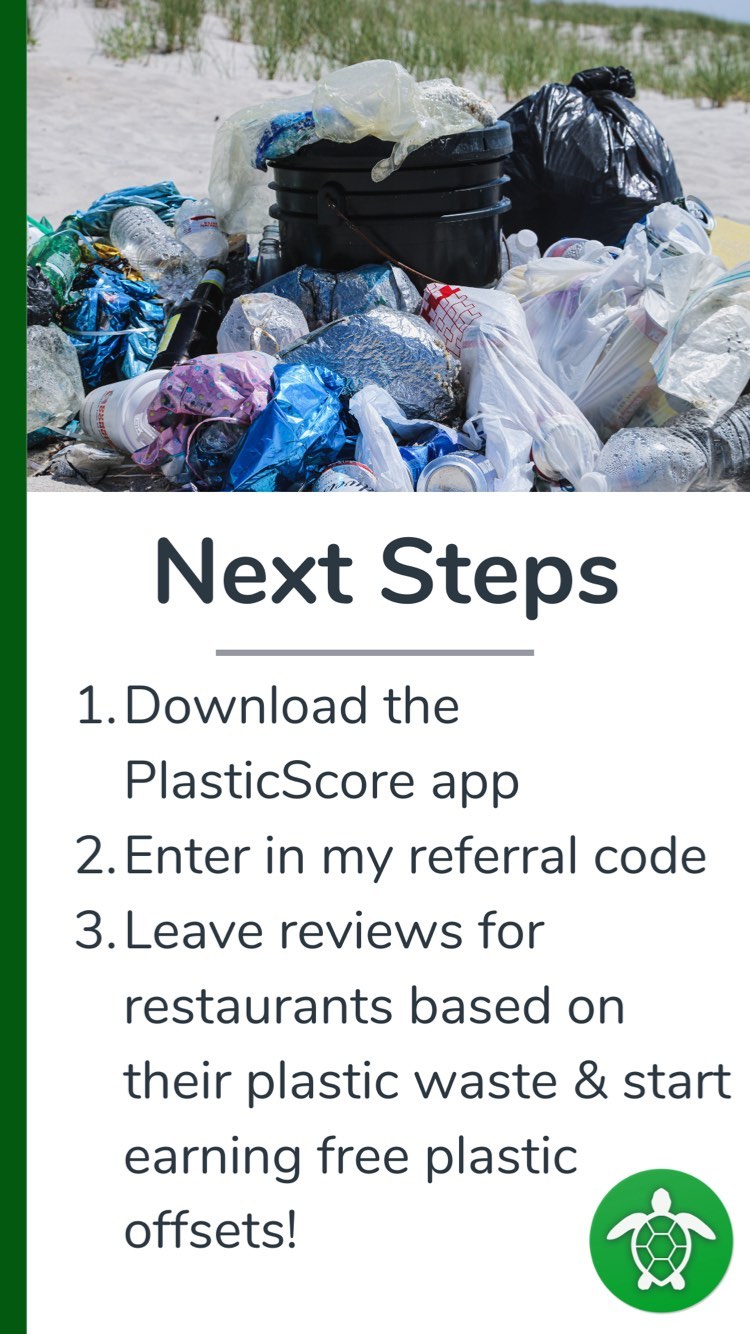 Next Steps
1. Download the
PlasticScore app
2. Enter in my referral code
3. Leave reviews for
restaurants based on
their plastic waste & start
earning free plastic
offsets!